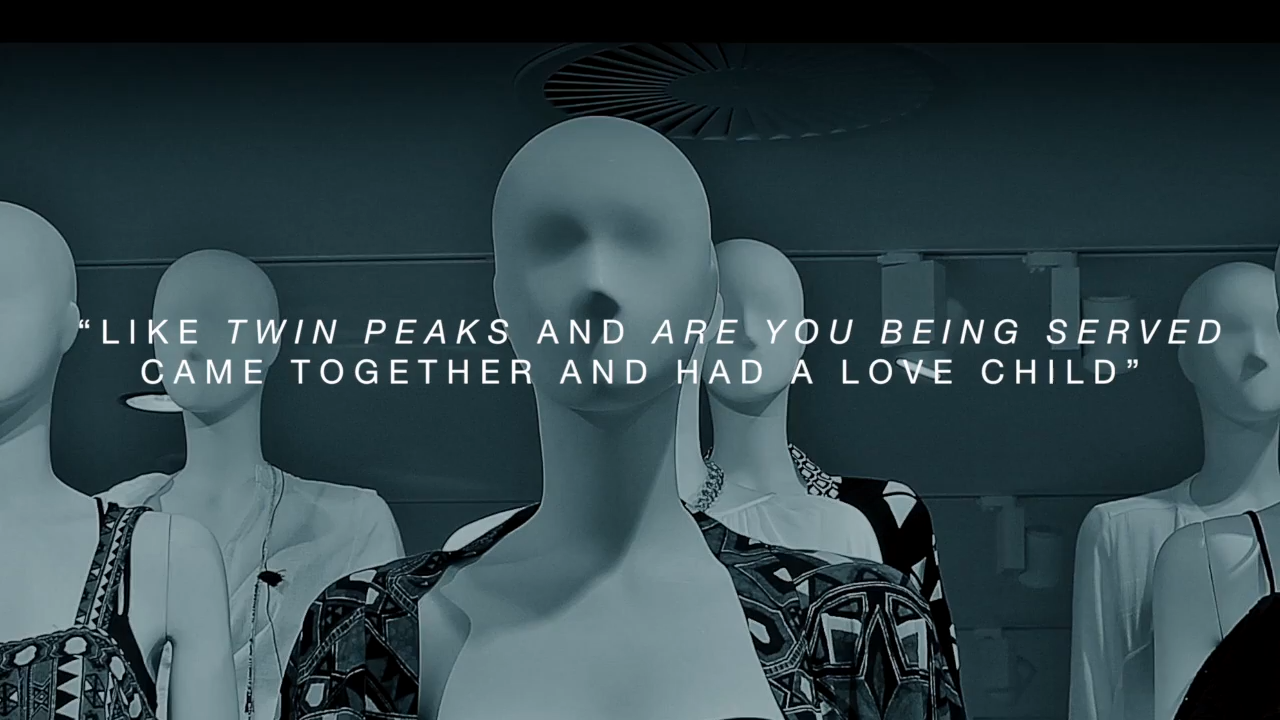 “LIKE TWIN PEAKS AND ARE YOU BEING SERVED
CAME TOGETHER AND HAD A LOVE CHILD”